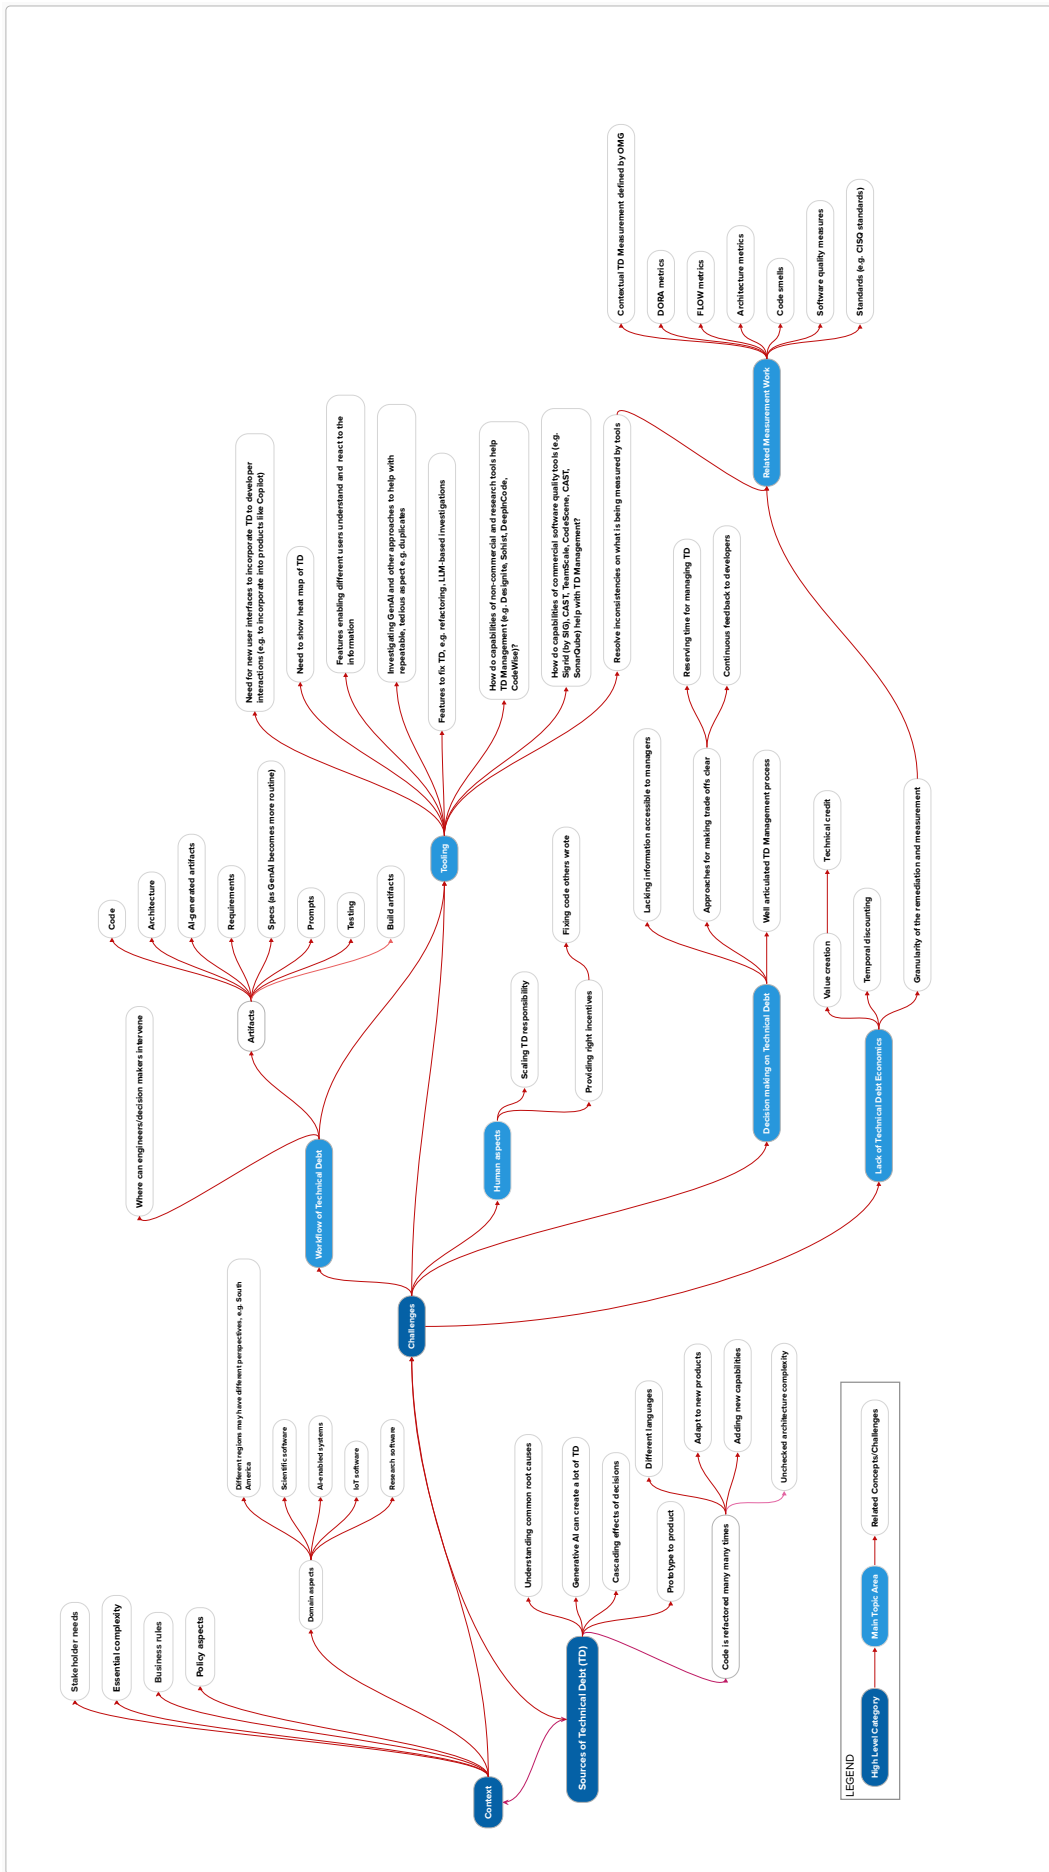 Context
Stakeholder needs
Essential complexity
Business rules
Policy aspects
Domain aspects
Different regions may have different perspectives, e.g. South
America
Scientific software
AI-enabled systems
IoT software
Research software
Sources of Technical Debt (TD)
Understanding common root causes
Generative AI can create a lot of TD
Cascading effects of decisions
Prototype to product
Code is refactored many many times
Different languages
Adapt to new products
Adding new capabilities
Unchecked architecture complexity
Challenges
Workflow of Technical Debt
Where can engineers/decision makers intervene
Artifacts
Code
Architecture
AI-generated artifacts
Requirements
Specs (as GenAI becomes more routine)
Prompts
Testing
Build artifacts
Tooling
Need for new user interfaces to incorporate TD to developer
interactions (e.g. to incorporate into products like Copilot)
Need to show heat map of TD
Features enabling different users understand and react to the
information
Investigating GenAI and other approaches to help with
repeatable, tedious aspect e.g. duplicates
Features to fix TD, e.g. refactoring, LLM-based investigations
How do capabilities of non-commercial and research tools help
TD Management (e.g. Designite, Sohist, DeepInCode,
CodeWise)?
How do capabilities of commercial software quality tools (e.g.
Sigrid (by SIG), CAST, TeamScale, CodeScene, CAST,
SonarQube) help with TD Management?
Resolve inconsistencies on what is being measured by tools
Human aspects
Scaling TD responsibility
Providing right incentives
Fixing code others wrote
Decision making on Technical Debt
Lacking information accessible to managers
Approaches for making trade offs clear
Reserving time for managing TD
Continuous feedback to developers
Well articulated TD Management process
Lack of Technical Debt Economics
Value creation
Technical credit
Temporal discounting
Granularity of the remediation and measurement
Related Measurement Work
Contextual TD Measurement defined by OMG
DORA metrics
FLOW metrics
Architecture metrics
Code smells
Software quality measures
Standards (e.g. CISQ standards)
LEGEND
High Level Category
Main Topic Area
Related Concepts/Challenges